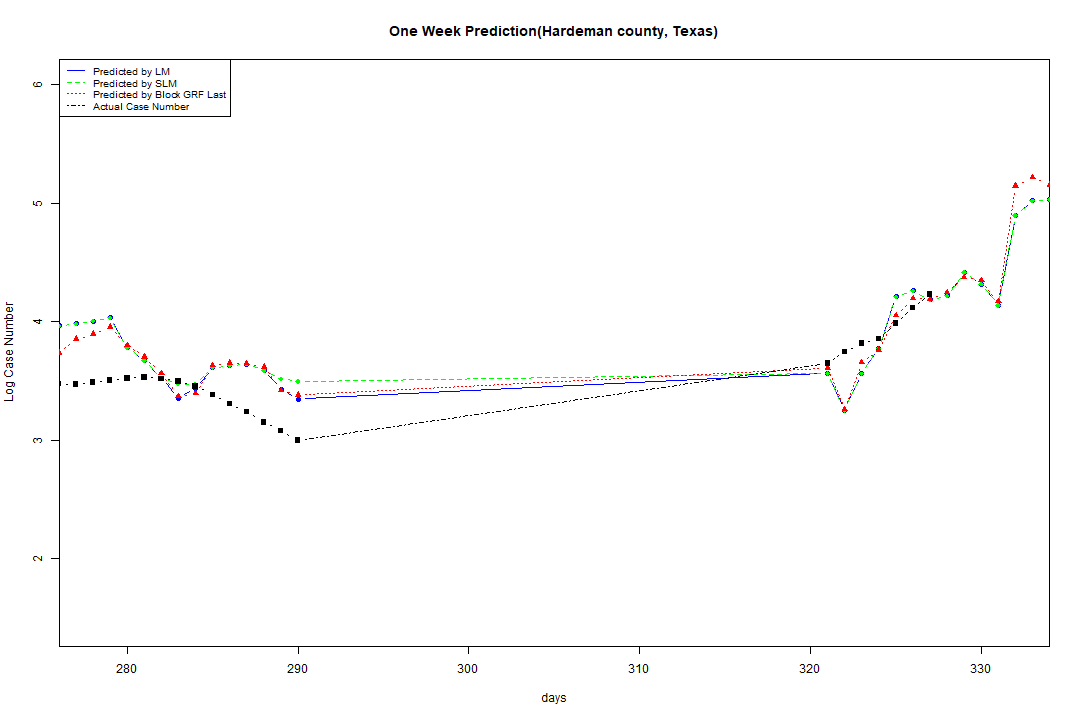 One Week Prediction(Hardeman county, Texas)
Predicted by LM
Predicted by SLM
Predicted by Block GRF Last
Actual Case Number
6
5
4
3
2
Log Case Number
280 290 300 310 320 330
days